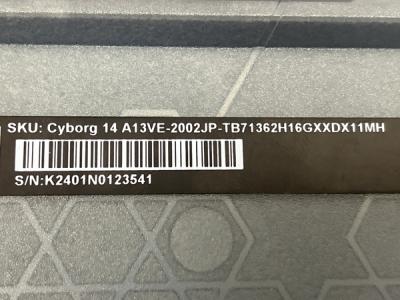 SKU: Cyborg 14 A13VE-2002JP-TB71362H16GXXDX11MH
S/N:K2401N0123541